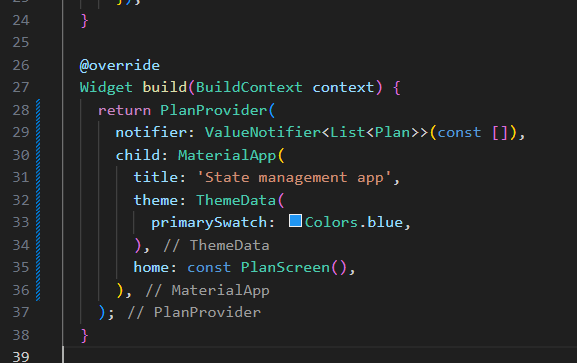 23 });
24 }
25
26 @override
27 Widget build(BuildContext context) {
28 return PlanProvider(
29 notifier: ValueNotifier<List<Plan>>(const []),
30 child: MaterialApp(
31 title: 'State management app',
32 theme: ThemeData(
33 primarySwatch: Colors.blue,
34 ), // ThemeData
35 home: const PlanScreen(),
36 ), // MaterialApp
37 ); // PlanProvider
38 }
39